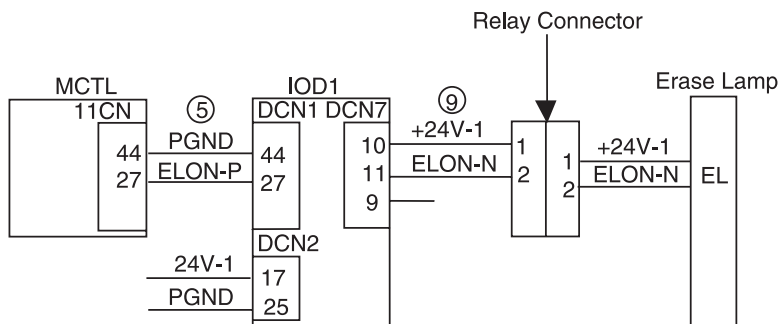 Relay Connector
MCTL
IOD1
Erase Lamp
11CN
5
DCN1
DCN7
9
44
PGND
44
10
+24V-1
1
1
+24V-1
27
ELON-P
27
11
ELON-N
2
2
ELON-N
EL
9
DCN2
24V-1
17
PGND
25